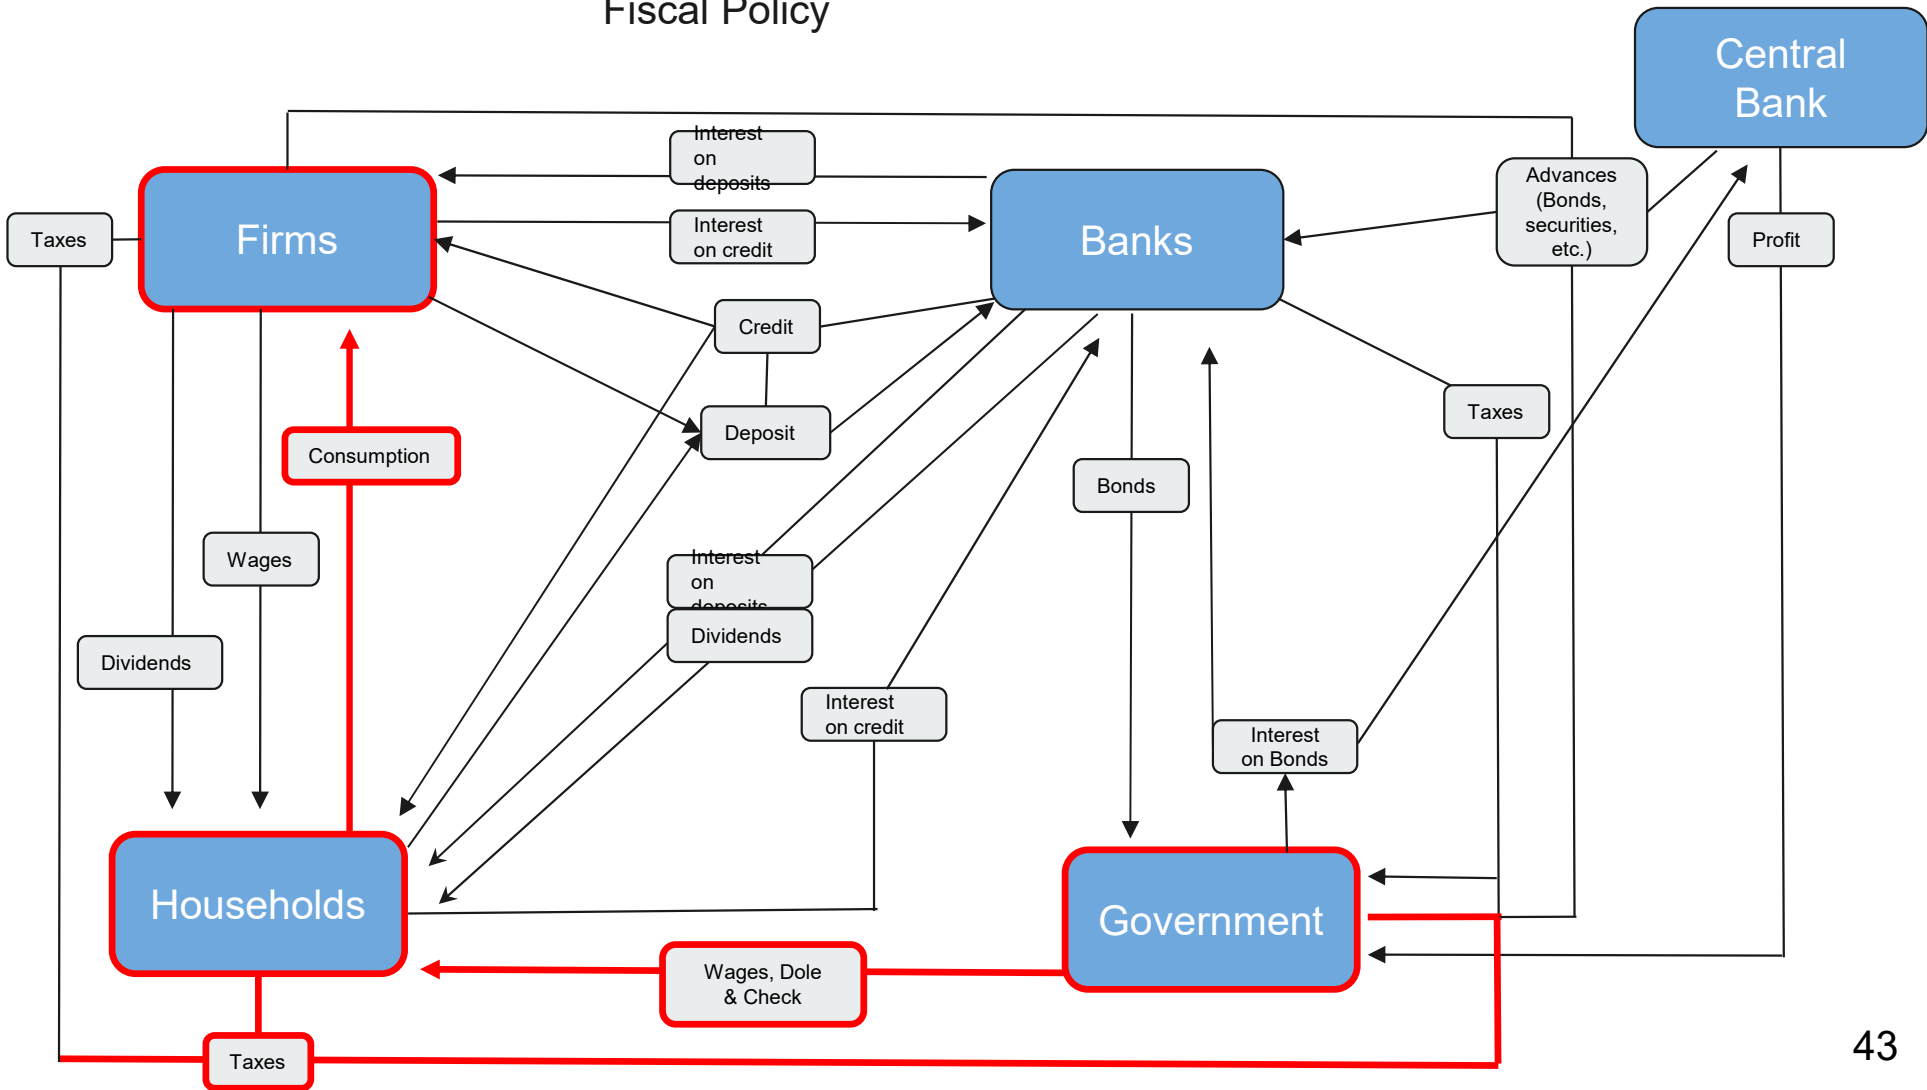 Fiscal Policy
Central
Bank
Interest
on
deposits
Advances
(Bonds,
securities,
etc.)
Taxes
Firms
Interest
on credit
Banks
Profit
Credit
Taxes
Deposit
Consumption
Bonds
Wages
Interest
on
deposits
Dividends
Dividends
Interest
on credit
Interest
on Bonds
Households
Government
Wages, Dole
& Check
Taxes
43